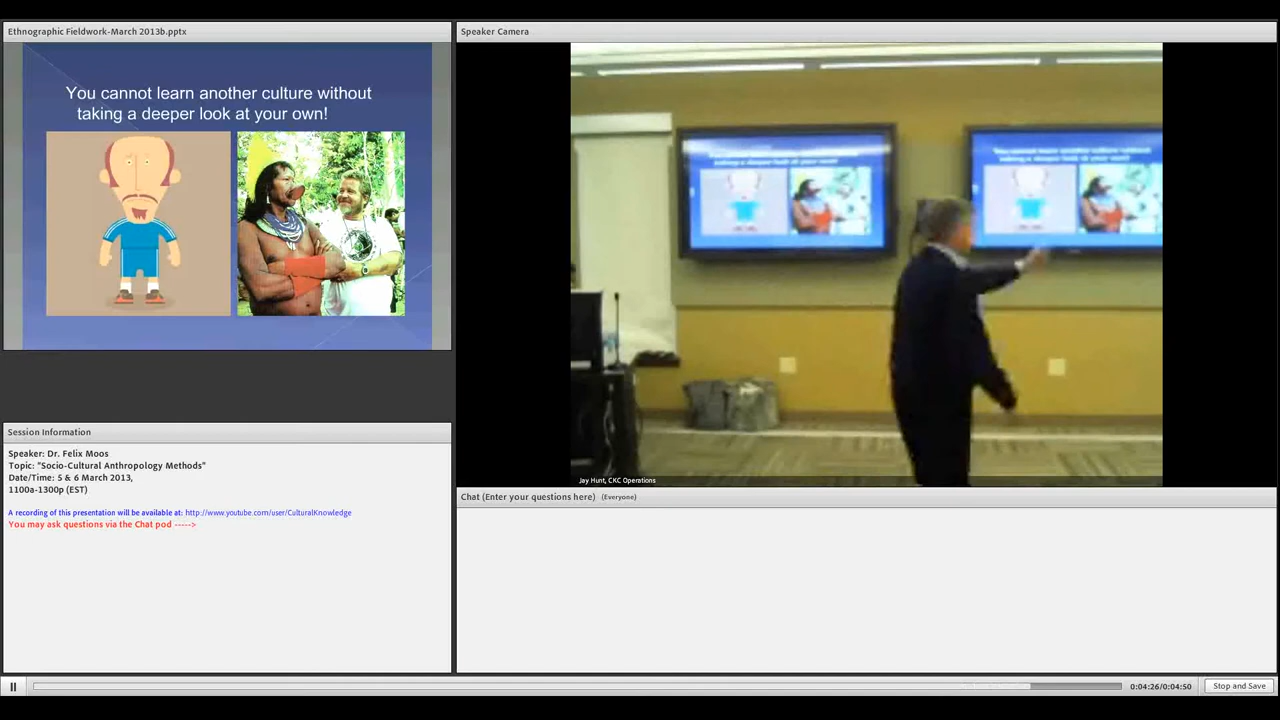 Ethnographic Fieldwork-March 2013b.pptx
You cannot learn another culture without
taking a deeper look at your own!
Session Information
Speaker: Dr. Felix Moos
Topic: "Socio-Cultural Anthropology Methods"
Date/Time: 5 & 6 March 2013,
1100a-1300p (EST)
A recording of this presentation will be available at: http://www.youtube.com/user/CulturalKnowledge
You may ask questions via the Chat pod ----->
Speaker Camera
Jay Hunt, CKC Operations
Chat (Enter your questions here) (Everyone)
0:04:26/0:04:50
Stop and Save